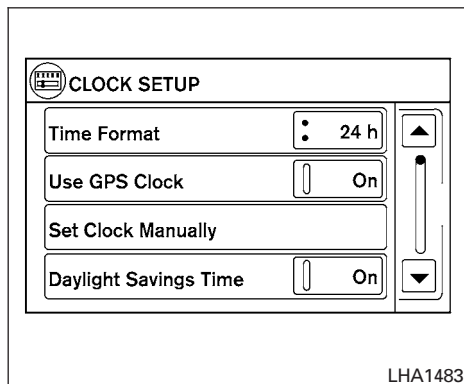 CLOCK SETUP
Time Format : 24 h
Use GPS Clock On
Set Clock Manually
Daylight Savings Time On
LHA1483